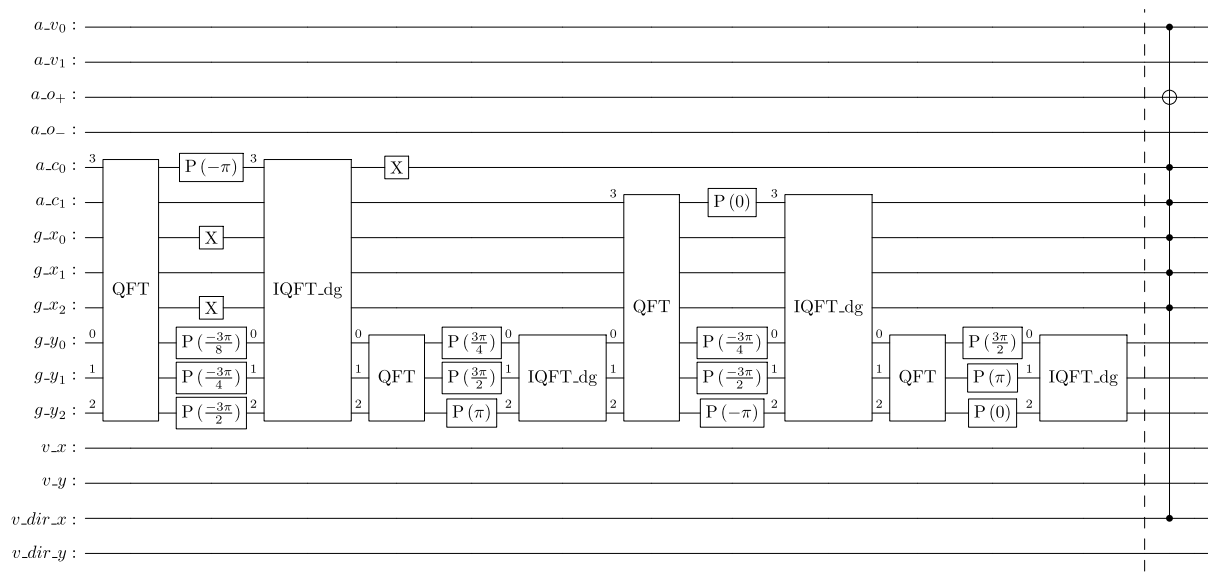 a_v₀ :
a_v₁ :
a_o₊ :
a_o₋ :
a_c₀ : 3 P (−π) 3 X
a_c₁ : 3 P (0) 3
g_x₀ : X
g_x₁ : QFT IQFT_dg
g_x₂ : X QFT IQFT_dg
g_y₀ : 0 P (−3π/8) 0 0 P (3π/4) 0 0 P (−3π/4) 0 0 P (3π/2) 0
g_y₁ : 1 P (−3π/4) 1 1 QFT P (3π/2) 1 IQFT_dg 1 P (−3π/2) 1 1 QFT P (π) 1 IQFT_dg
g_y₂ : 2 P (−3π/2) 2 2 P (π) 2 2 P (−π) 2 2 P (0) 2
v_x :
v_y :
v_dir_x :
v_dir_y :